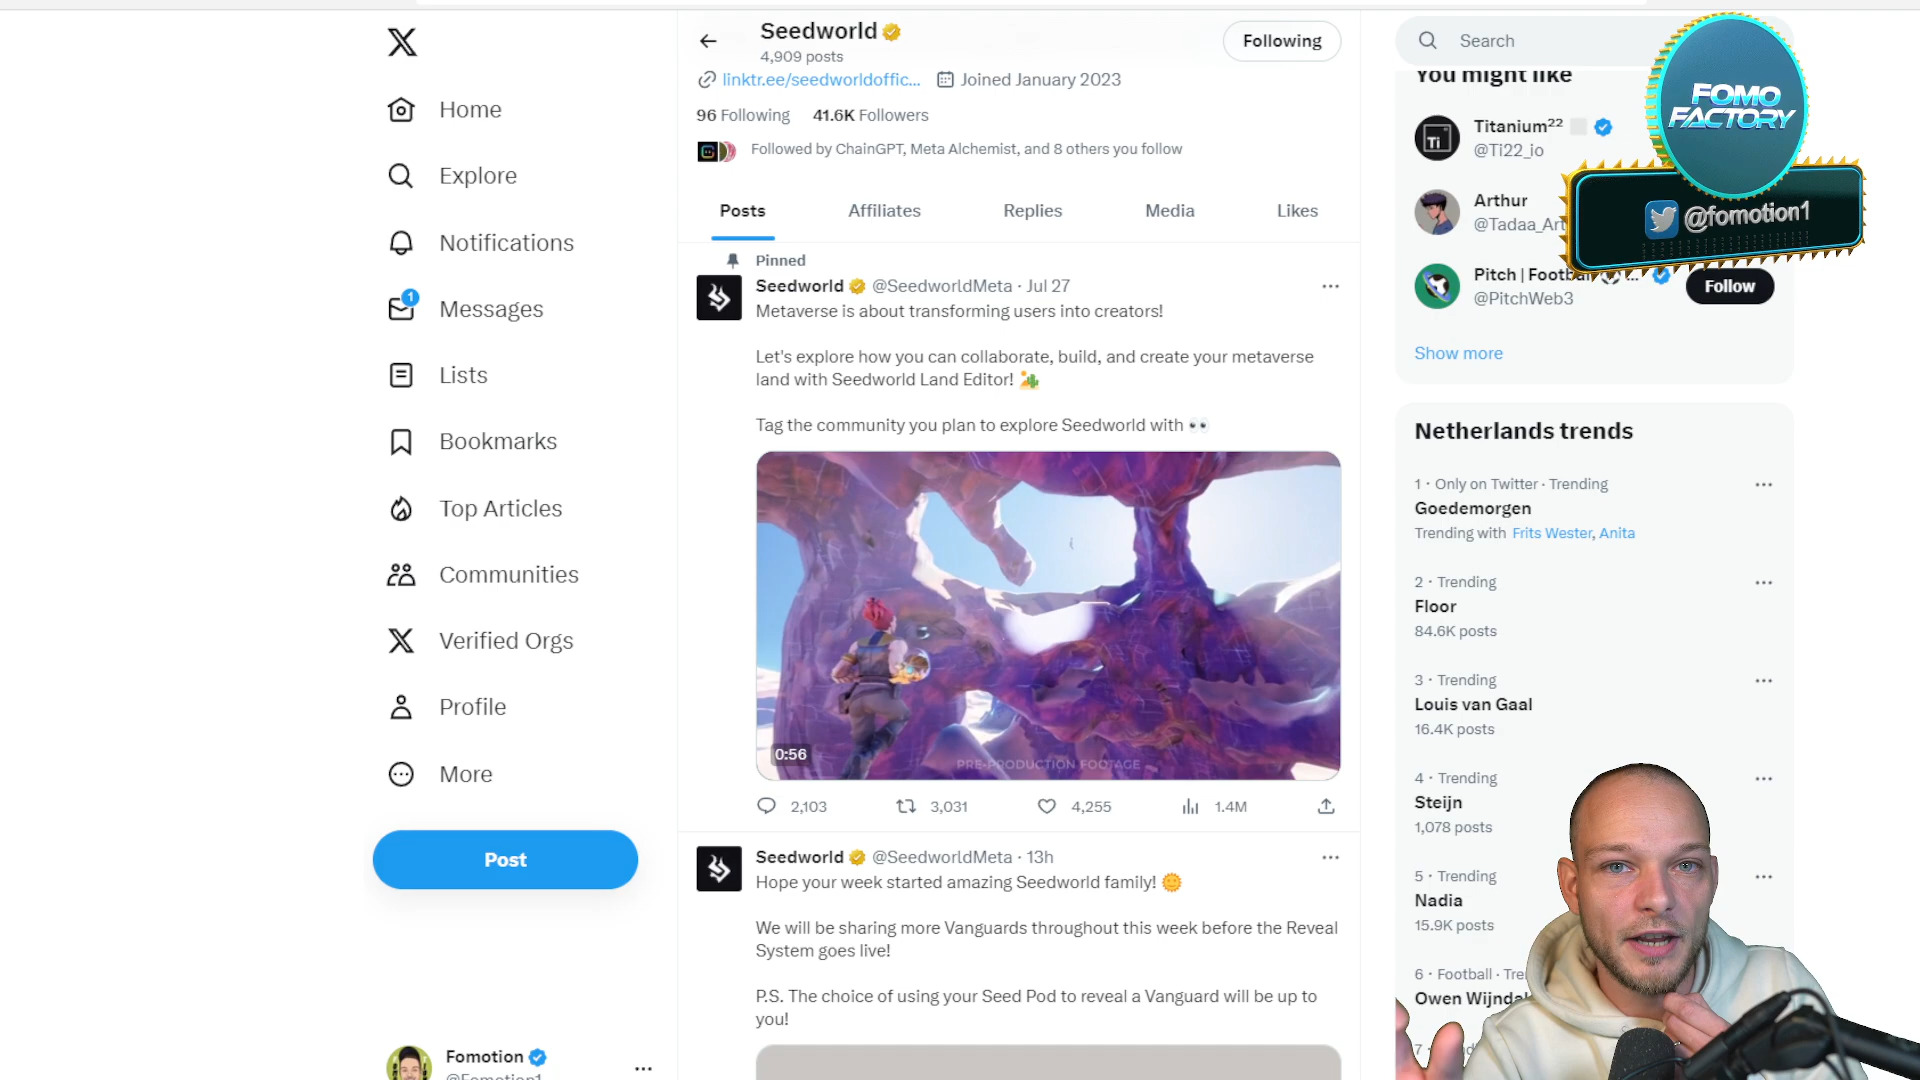 Home
Explore
Notifications
1
Messages
Lists
Bookmarks
Top Articles
Communities
Verified Orgs
Profile
More
Post
Fomotion
@Fomotion1
Seedworld
4,909 posts
Following
linktr.ee/seedworldoffic... Joined January 2023
96 Following 41.6K Followers
Followed by ChainGPT, Meta Alchemist, and 8 others you follow
Posts Affiliates Replies Media Likes
Pinned
Seedworld @SeedworldMeta · Jul 27
Metaverse is about transforming users into creators!
Let's explore how you can collaborate, build, and create your metaverse
land with Seedworld Land Editor!
Tag the community you plan to explore Seedworld with
0:56
PRE-PRODUCTION FOOTAGE
2,103 3,031 4,255 1.4M
Seedworld @SeedworldMeta · 13h
Hope your week started amazing Seedworld family!
We will be sharing more Vanguards throughout this week before the Reveal
System goes live!
P.S. The choice of using your Seed Pod to reveal a Vanguard will be up to
you!
Search
You might like
Titanium²²
@Ti22_io
Ti
Arthur
@Tadaa_Art
Pitch | Football ...
@PitchWeb3
Follow
Show more
FOMO
FACTORY
@fomotion1
Netherlands trends
1 · Only on Twitter · Trending
Goedemorgen
Trending with Frits Wester, Anita
2 · Trending
Floor
84.6K posts
3 · Trending
Louis van Gaal
16.4K posts
4 · Trending
Steijn
1,078 posts
5 · Trending
Nadia
15.9K posts
6 · Football · Tre
Owen Wijnda
7